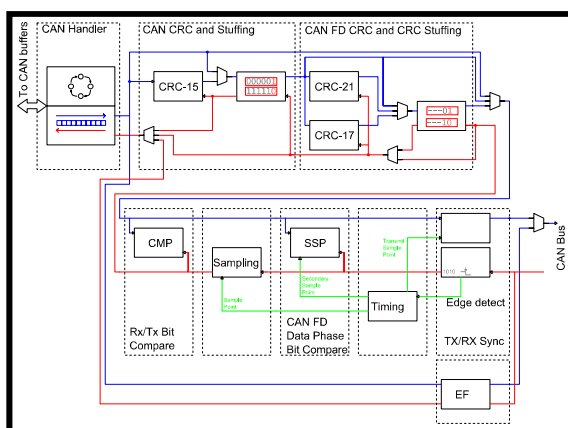 CAN Handler
CAN CRC and Stuffing
CAN FD CRC and CRC Stuffing
To CAN buffers
CRC-15
000001
111110
CRC-21
CRC-17
---01
---10
CMP
Sampling
SSP
Timing
Transmit
Sample
Point
Secondary
Sample
Point
Sample
Point
1010
Edge detect
CAN Bus
Rx/Tx Bit
Compare
CAN FD
Data Phase
Bit Compare
TX/RX Sync
EF